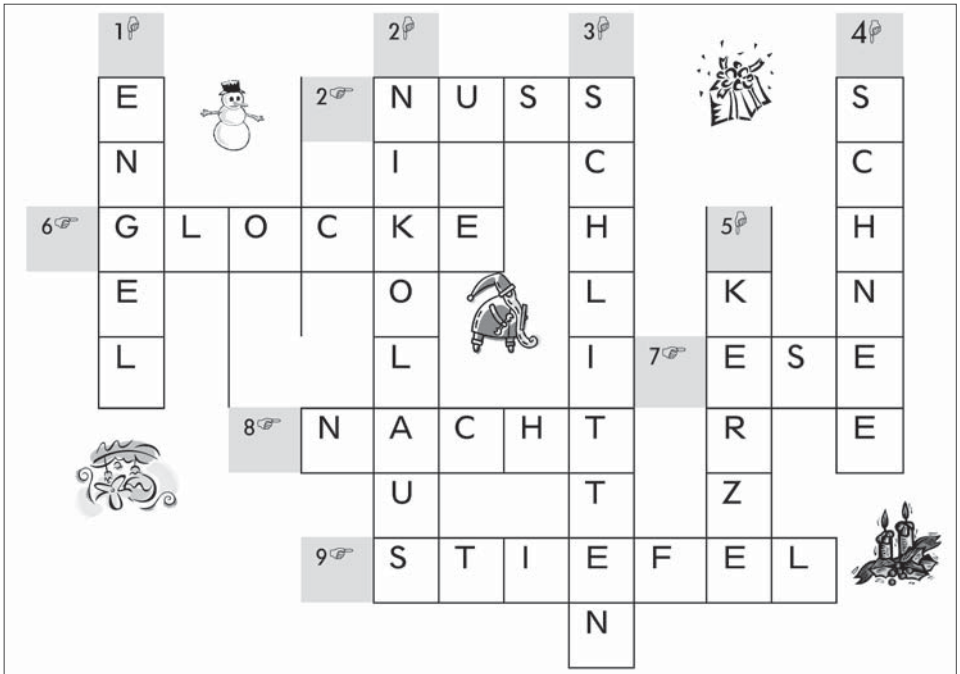 1 2 3 4
E 2 N U S S S
N I C C
6 G L O C K E H 5 H
E O L K N
L L I 7 E S E
8 N A C H T R E
U T Z
9 S T I E F E L
N